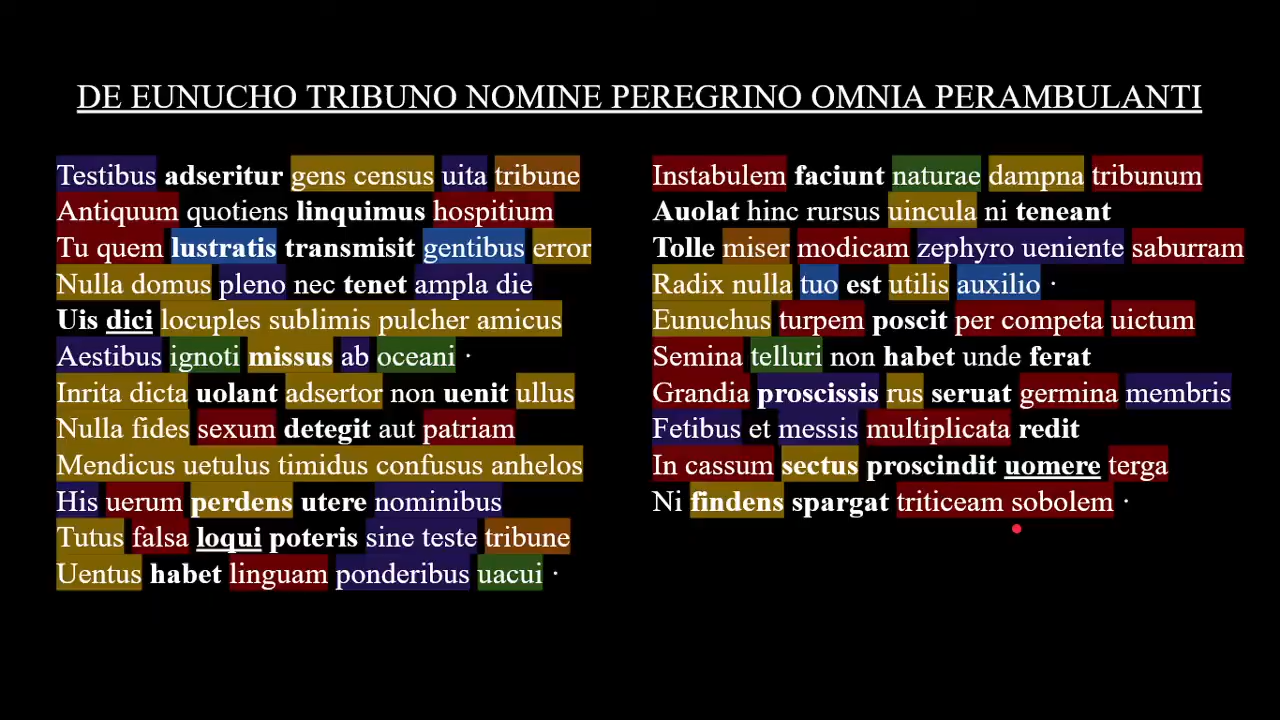 DE EUNUCHO TRIBUNO NOMINE PEREGRINO OMNIA PERAMBULANTI
Testibus adseritur gens census uita tribune
Antiquum quotiens linquimus hospitium
Tu quem lustratis transmisit gentibus error
Nulla domus pleno nec tenet ampla die
Uis dici locuples sublimis pulcher amicus
Aestibus ignoti missus ab oceani ·
Inrita dicta uolant adsertor non uenit ullus
Nulla fides sexum detegit aut patriam
Mendicus uetulus timidus confusus anhelos
His uerum perdens utere nominibus
Tutus falsa loqui poteris sine teste tribune
Uentus habet linguam ponderibus uacui ·
Instabulem faciunt naturae dampna tribunum
Auolat hinc rursus uincula ni teneant
Tolle miser modicam zephyro ueniente saburram
Radix nulla tuo est utilis auxilio ·
Eunuchus turpem poscit per competa uictum
Semina telluri non habet unde ferat
Grandia proscissis rus seruat germina membris
Fetibus et messis multiplicata redit
In cassum sectus proscindit uomere terga
Ni findens spargat triticeam sobolem ·